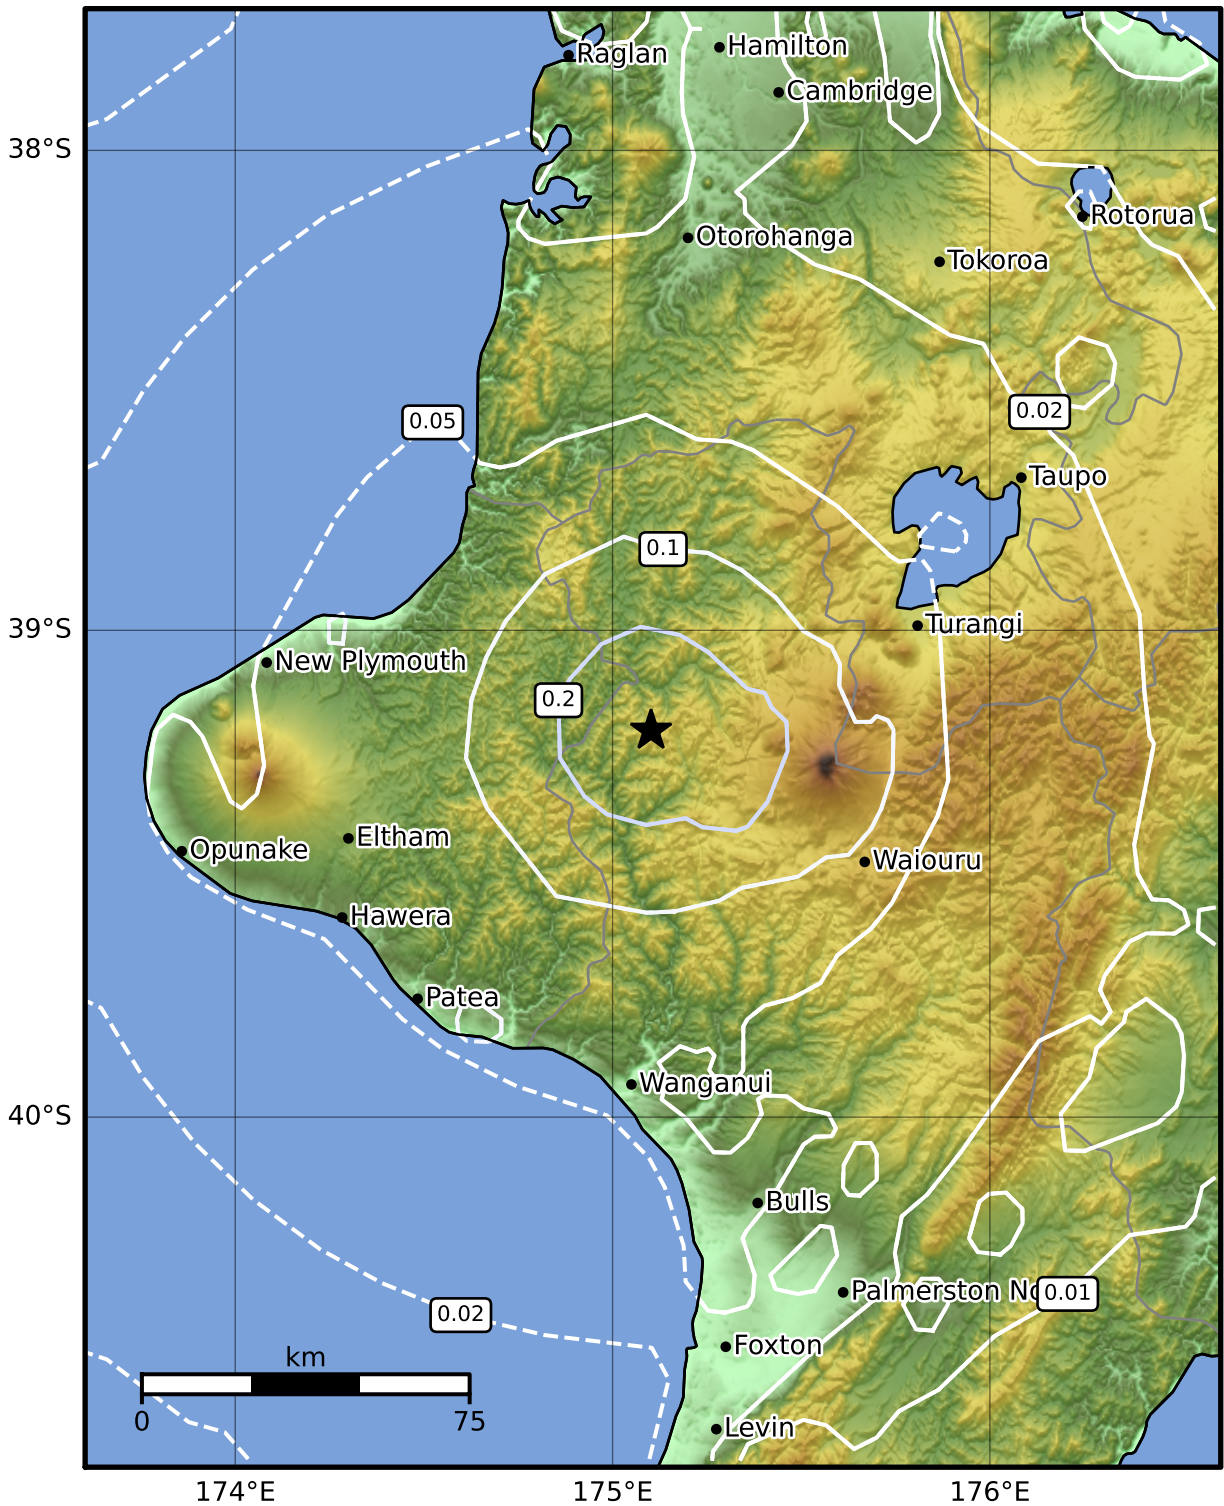 Raglan
Hamilton
Cambridge
38°S
Rotorua
Otorohanga
Tokoroa
0.02
0.05
Taupo
0.1
39°S
Turangi
New Plymouth
0.2
Eltham
Opunake
Waiouru
Hawera
Patea
Wanganui
40°S
Bulls
Palmerston No
0.01
0.02
Foxton
km
0
75
Levin
174°E
175°E
176°E